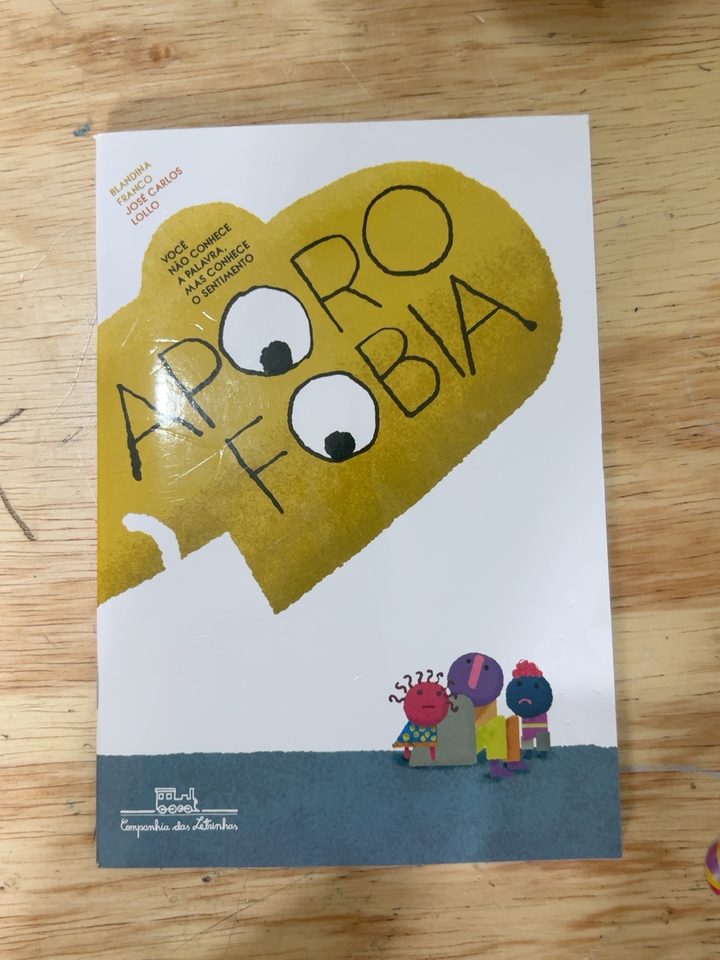 BLANDINA
FRANCO
JOSÉ CARLOS
LOLLO
VOCÊ
NÃO CONHECE
A PALAVRA,
MAS CONHECE
O SENTIMENTO
APORO
FOBIA
Companhia das Letrinhas